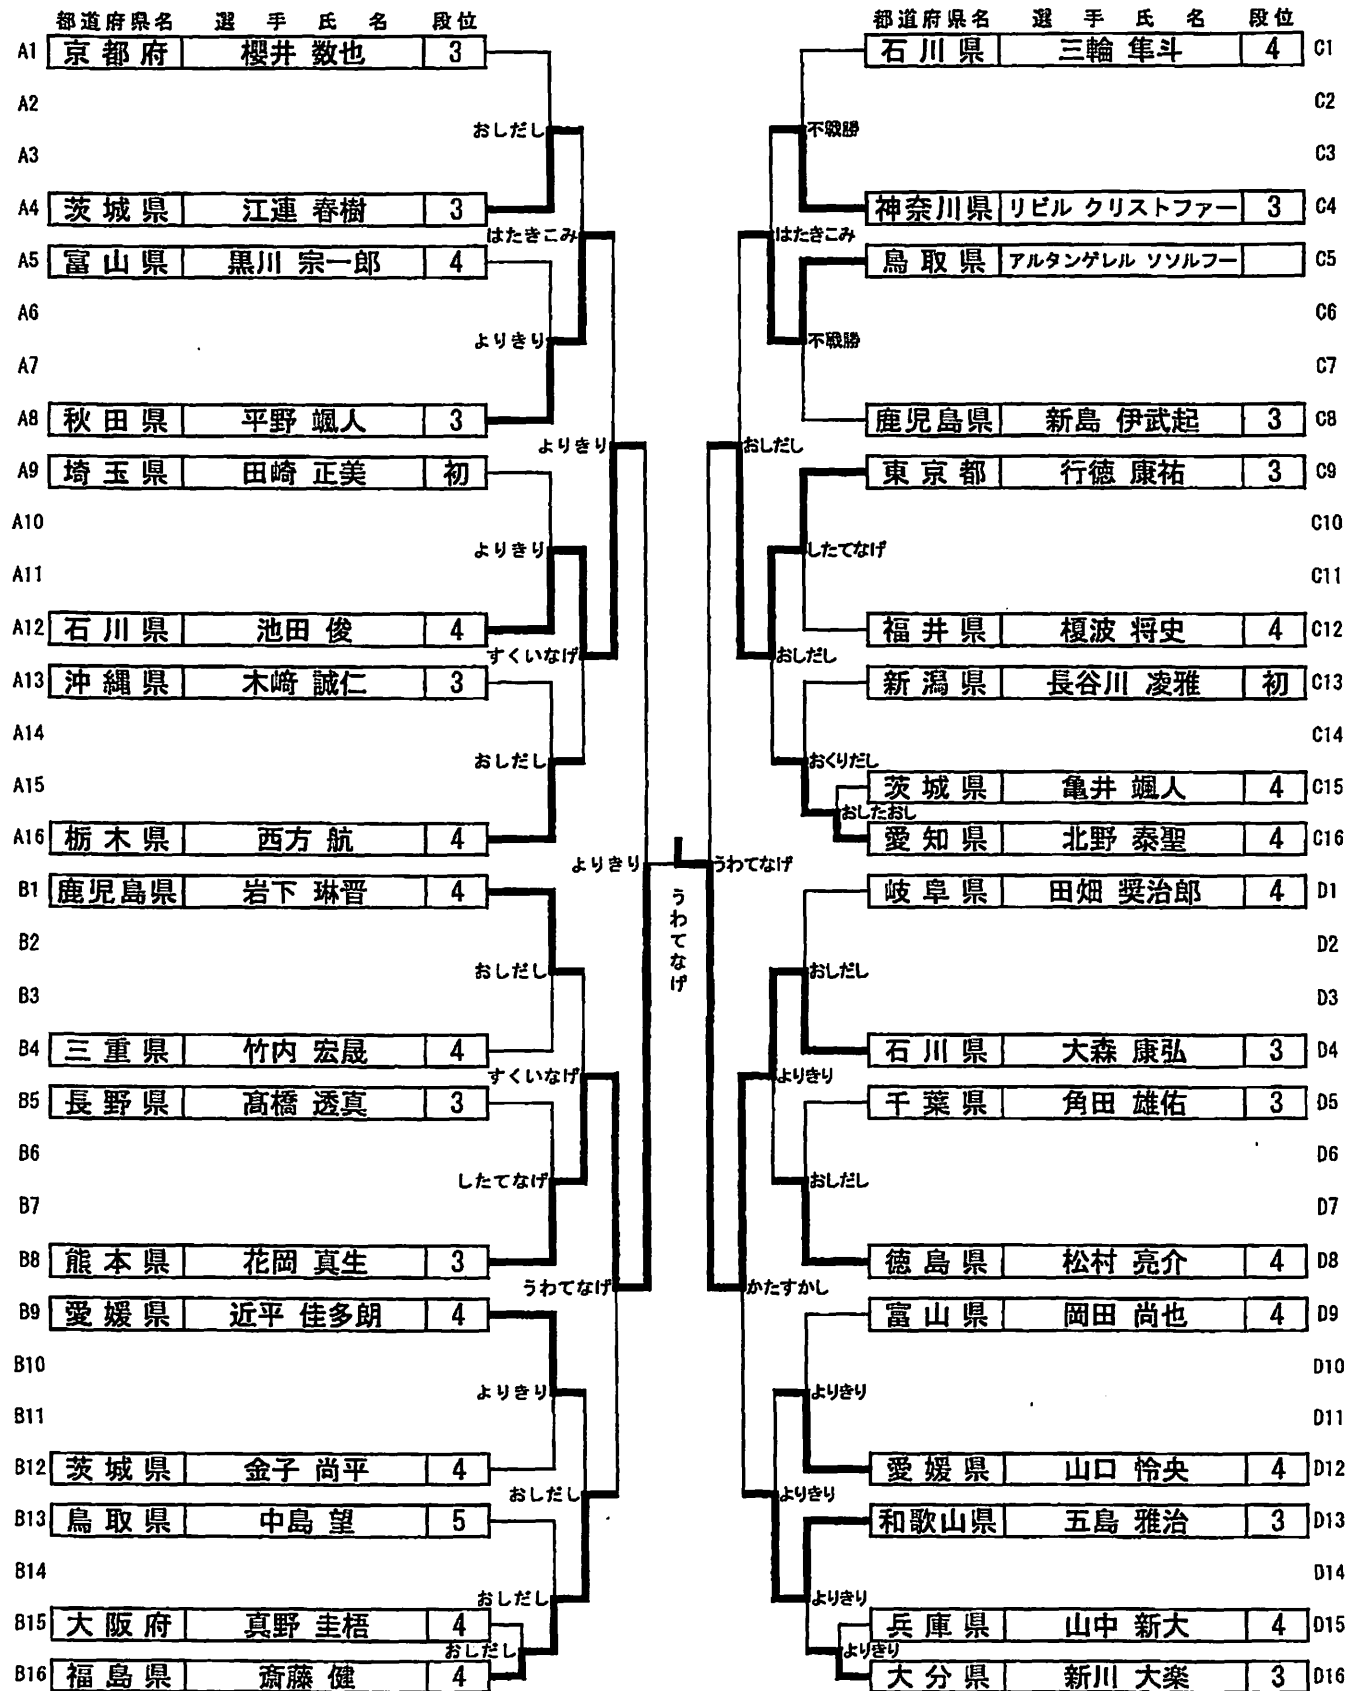 都道府県名 選手氏名 段位
A1 京都府 櫻井 数也 3
A2
おしだし
A3
A4 茨城県 江連 春樹 3
はたきこみ
A5 富山県 黒川 宗一郎 4
A6
よりきり
A7
A8 秋田県 平野 颯人 3
よりきり
A9 埼玉県 田崎 正美 初
A10
よりきり
A11
A12 石川県 池田 俊 4
すくいなげ
A13 沖縄県 木﨑 誠仁 3
A14
おしだし
A15
A16 栃木県 西方 航 4
よりきり
B1 鹿児島県 岩下 琳晋 4
B2
おしだし
B3
B4 三重県 竹内 宏晟 4
すくいなげ
B5 長野県 髙橋 透真 3
B6
したてなげ
B7
B8 熊本県 花岡 真生 3
うわてなげ
B9 愛媛県 近平 佳多朗 4
B10
よりきり
B11
B12 茨城県 金子 尚平 4
おしだし
B13 鳥取県 中島 望 5
B14
おしだし
B15 大阪府 真野 圭梧 4
おしだし
B16 福島県 斎藤 健 4
うわてなげ
都道府県名 選手氏名 段位
石川県 三輪 隼斗 4 C1
C2
不戦勝
C3
神奈川県 リビル クリストファー 3 C4
はたきこみ
鳥取県 アルタンゲレル ソソルフー C5
C6
不戦勝
C7
鹿児島県 新島 伊武起 3 C8
おしだし
東京都 行徳 康祐 3 C9
C10
したてなげ
C11
福井県 榎波 将史 4 C12
おしだし
新潟県 長谷川 凌雅 初 C13
C14
おくりだし
茨城県 亀井 颯人 4 C15
おしたおし
愛知県 北野 泰聖 4 C16
うわてなげ
岐阜県 田畑 奨治郎 4 D1
D2
おしだし
D3
石川県 大森 康弘 3 D4
よりきり
千葉県 角田 雄佑 3 D5
D6
おしだし
D7
徳島県 松村 亮介 4 D8
かたすかし
富山県 岡田 尚也 4 D9
D10
よりきり
D11
愛媛県 山口 怜央 4 D12
よりきり
和歌山県 五島 雅治 3 D13
D14
よりきり
兵庫県 山中 新大 4 D15
よりきり
大分県 新川 大楽 3 D16